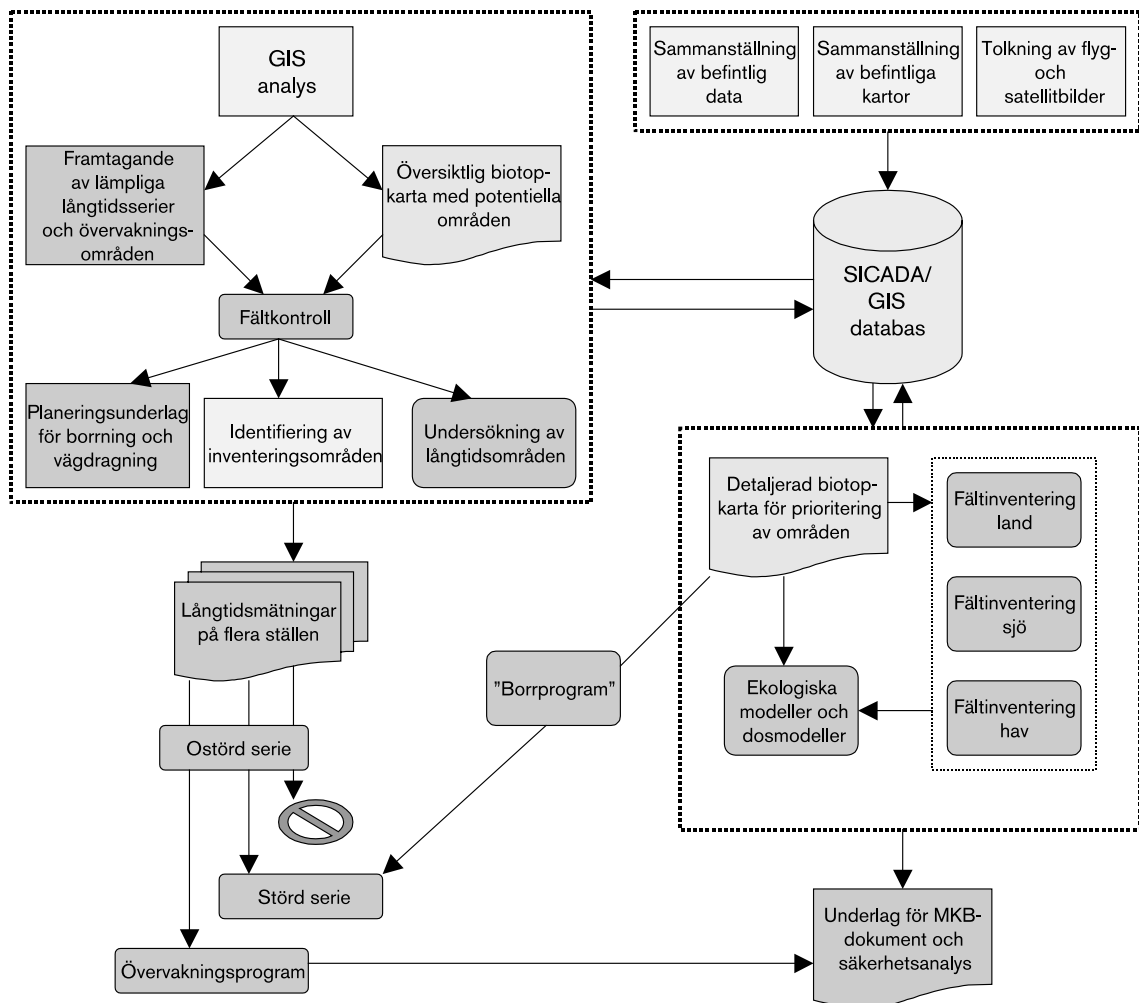 GIS
analys
Framtagande
av lämpliga
långtidsserier
och övervaknings-
områden
Översiktlig biotop-
karta med potentiella
områden
Fältkontroll
Planeringsunderlag
för borrning och
vägdragning
Identifiering av
inventeringsområden
Undersökning av
långtidsområden
Sammanställning
av befintlig
data
Sammanställning
av befintliga
kartor
Tolkning av flyg-
och
satellitbilder
SICADA/
GIS
databas
Detaljerad biotop-
karta för prioritering
av områden
Fältinventering
land
Fältinventering
sjö
Fältinventering
hav
Ekologiska
modeller och
dosmodeller
Långtidsmätningar
på flera ställen
"Borrprogram"
Ostörd serie
Störd serie
Övervakningsprogram
Underlag för MKB-
dokument och
säkerhetsanalys